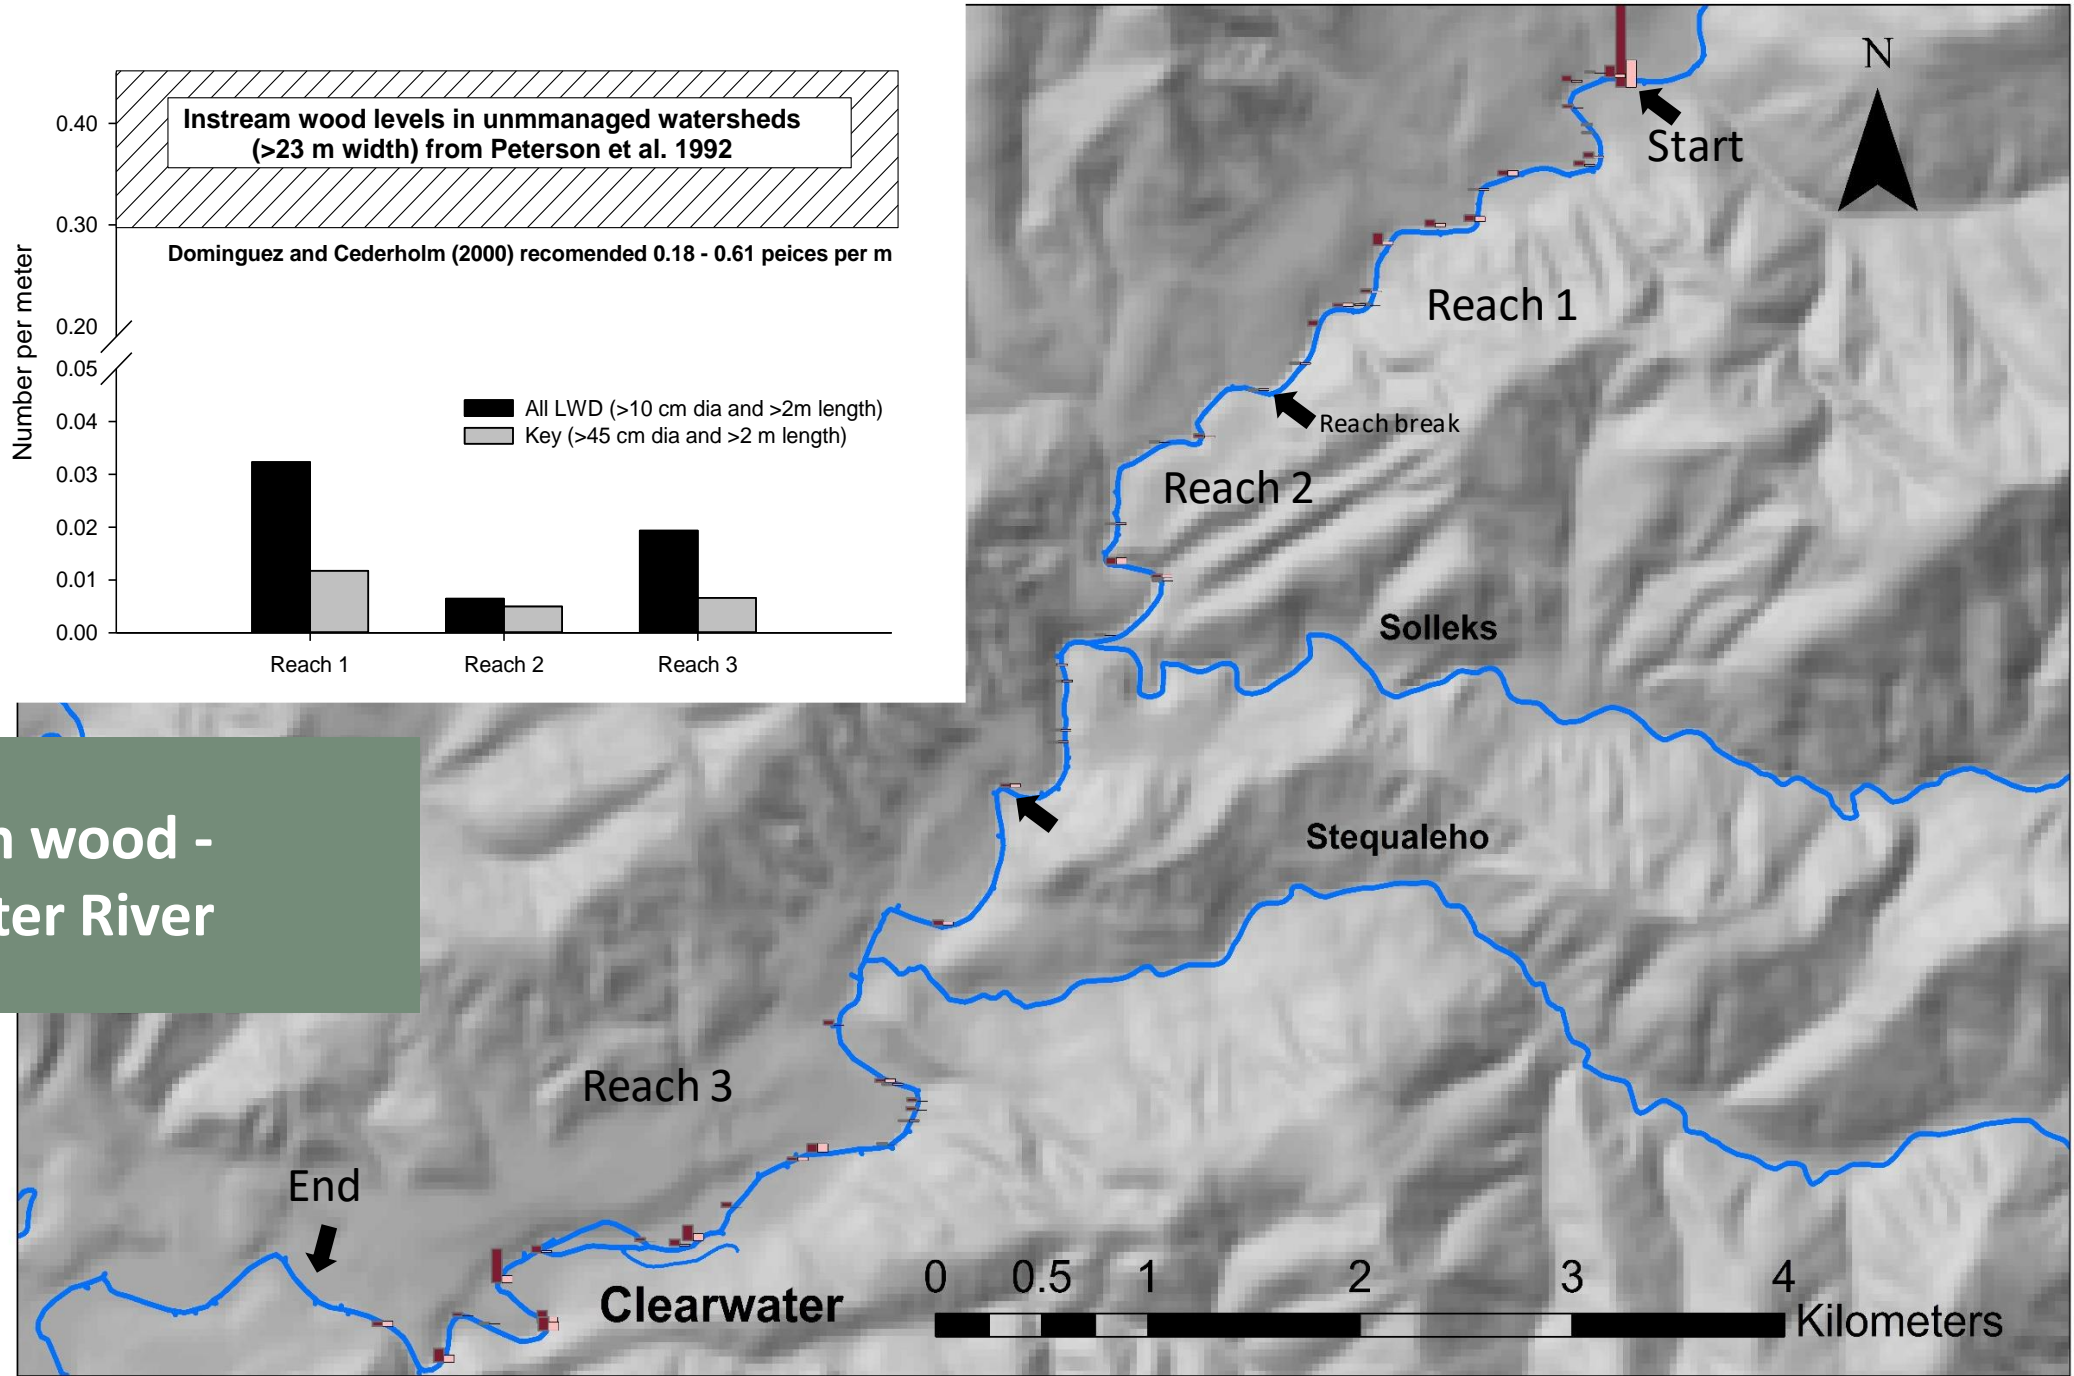 Instream wood levels in unmmanaged watersheds
(>23 m width) from Peterson et al. 1992
Dominguez and Cederholm (2000) recomended 0.18 - 0.61 peices per m
Number per meter
0.40
0.30
0.20
0.05
0.04
0.03
0.02
0.01
0.00
All LWD (>10 cm dia and >2m length)
Key (>45 cm dia and >2 m length)
Reach 1
Reach 2
Reach 3
N
Start
Reach 1
Reach break
Reach 2
Solleks
Stequaleho
wood -
ter River
Reach 3
End
Clearwater
0 0.5 1 2 3 4
Kilometers